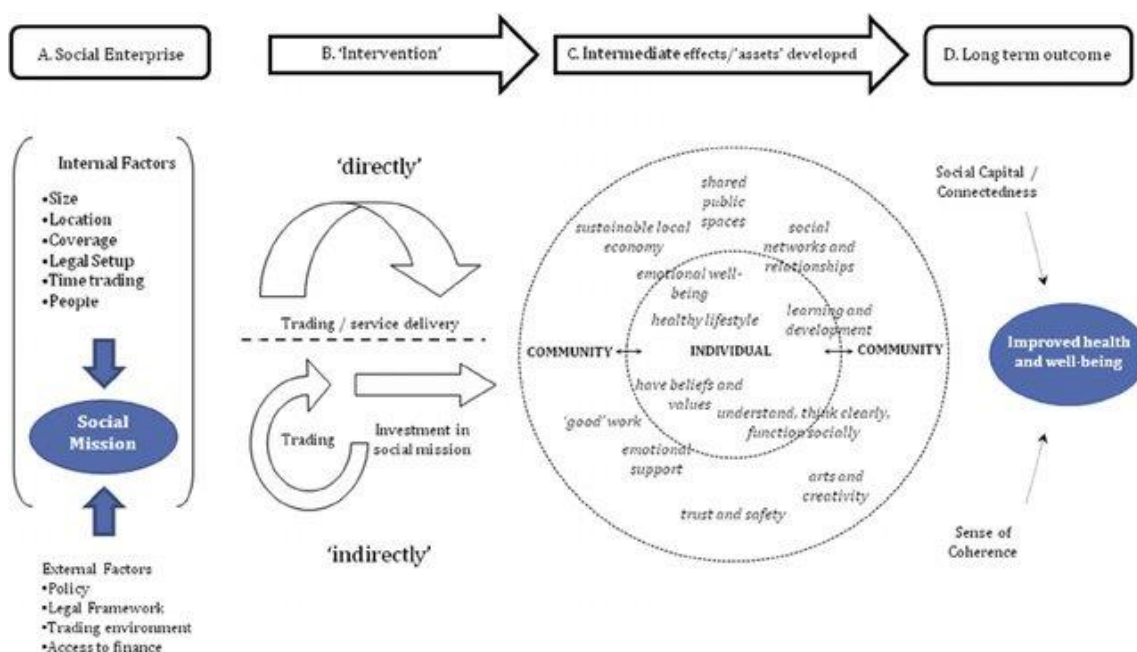 A. Social Enterprise
B. 'Intervention'
C. Intermediate effects/'assets' developed
D. Long term outcome
Internal Factors
•Size
•Location
•Coverage
•Legal Setup
•Time trading
•People
Social
Mission
External Factors
•Policy
•Legal Framework
•Trading environment
•Access to finance
'directly'
Trading / service delivery
Trading
Investment in
social mission
'indirectly'
shared
public
spaces
sustainable local
economy
social
networks and
relationships
emotional well-
being
healthy lifestyle
learning and
development
COMMUNITY
INDIVIDUAL
COMMUNITY
have beliefs and
values
'good' work
understand, think clearly,
function socially
emotional
support
arts and
creativity
trust and safety
Social Capital /
Connectedness
Improved health
and well-being
Sense of
Coherence